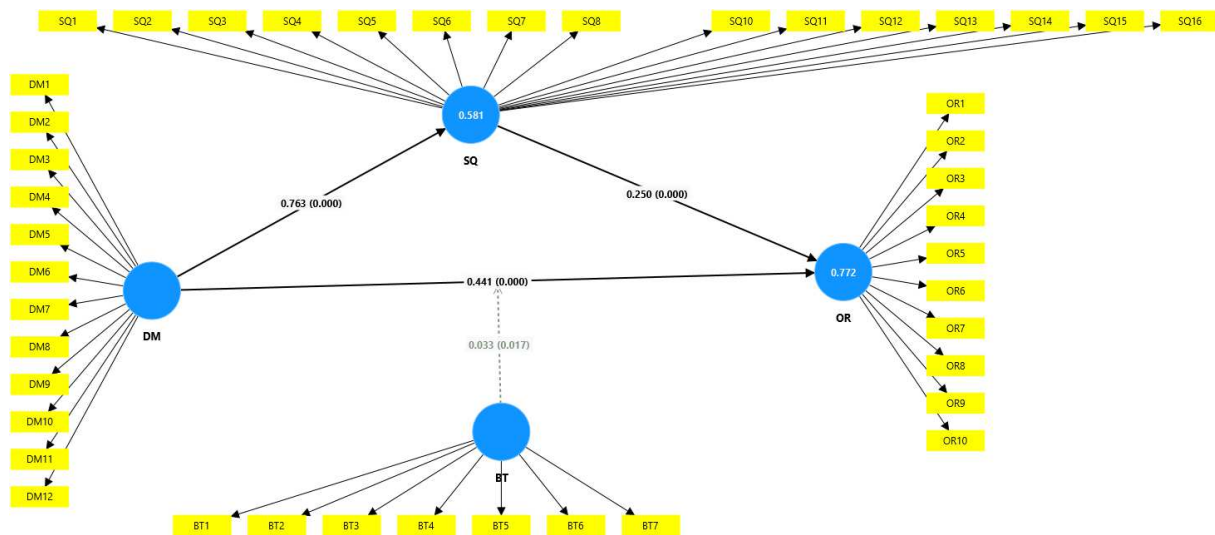 SQ1 SQ2 SQ3 SQ4 SQ5 SQ6 SQ7 SQ8 SQ10 SQ11 SQ12 SQ13 SQ14 SQ15 SQ16
DM1
DM2
DM3
DM4
DM5
DM6
DM7
DM8
DM9
DM10
DM11
DM12
0.581
SQ
0.763 (0.000)
0.250 (0.000)
0.441 (0.000)
DM
0.772
OR
0.033 (0.017)
BT
OR1
OR2
OR3
OR4
OR5
OR6
OR7
OR8
OR9
OR10
BT1 BT2 BT3 BT4 BT5 BT6 BT7